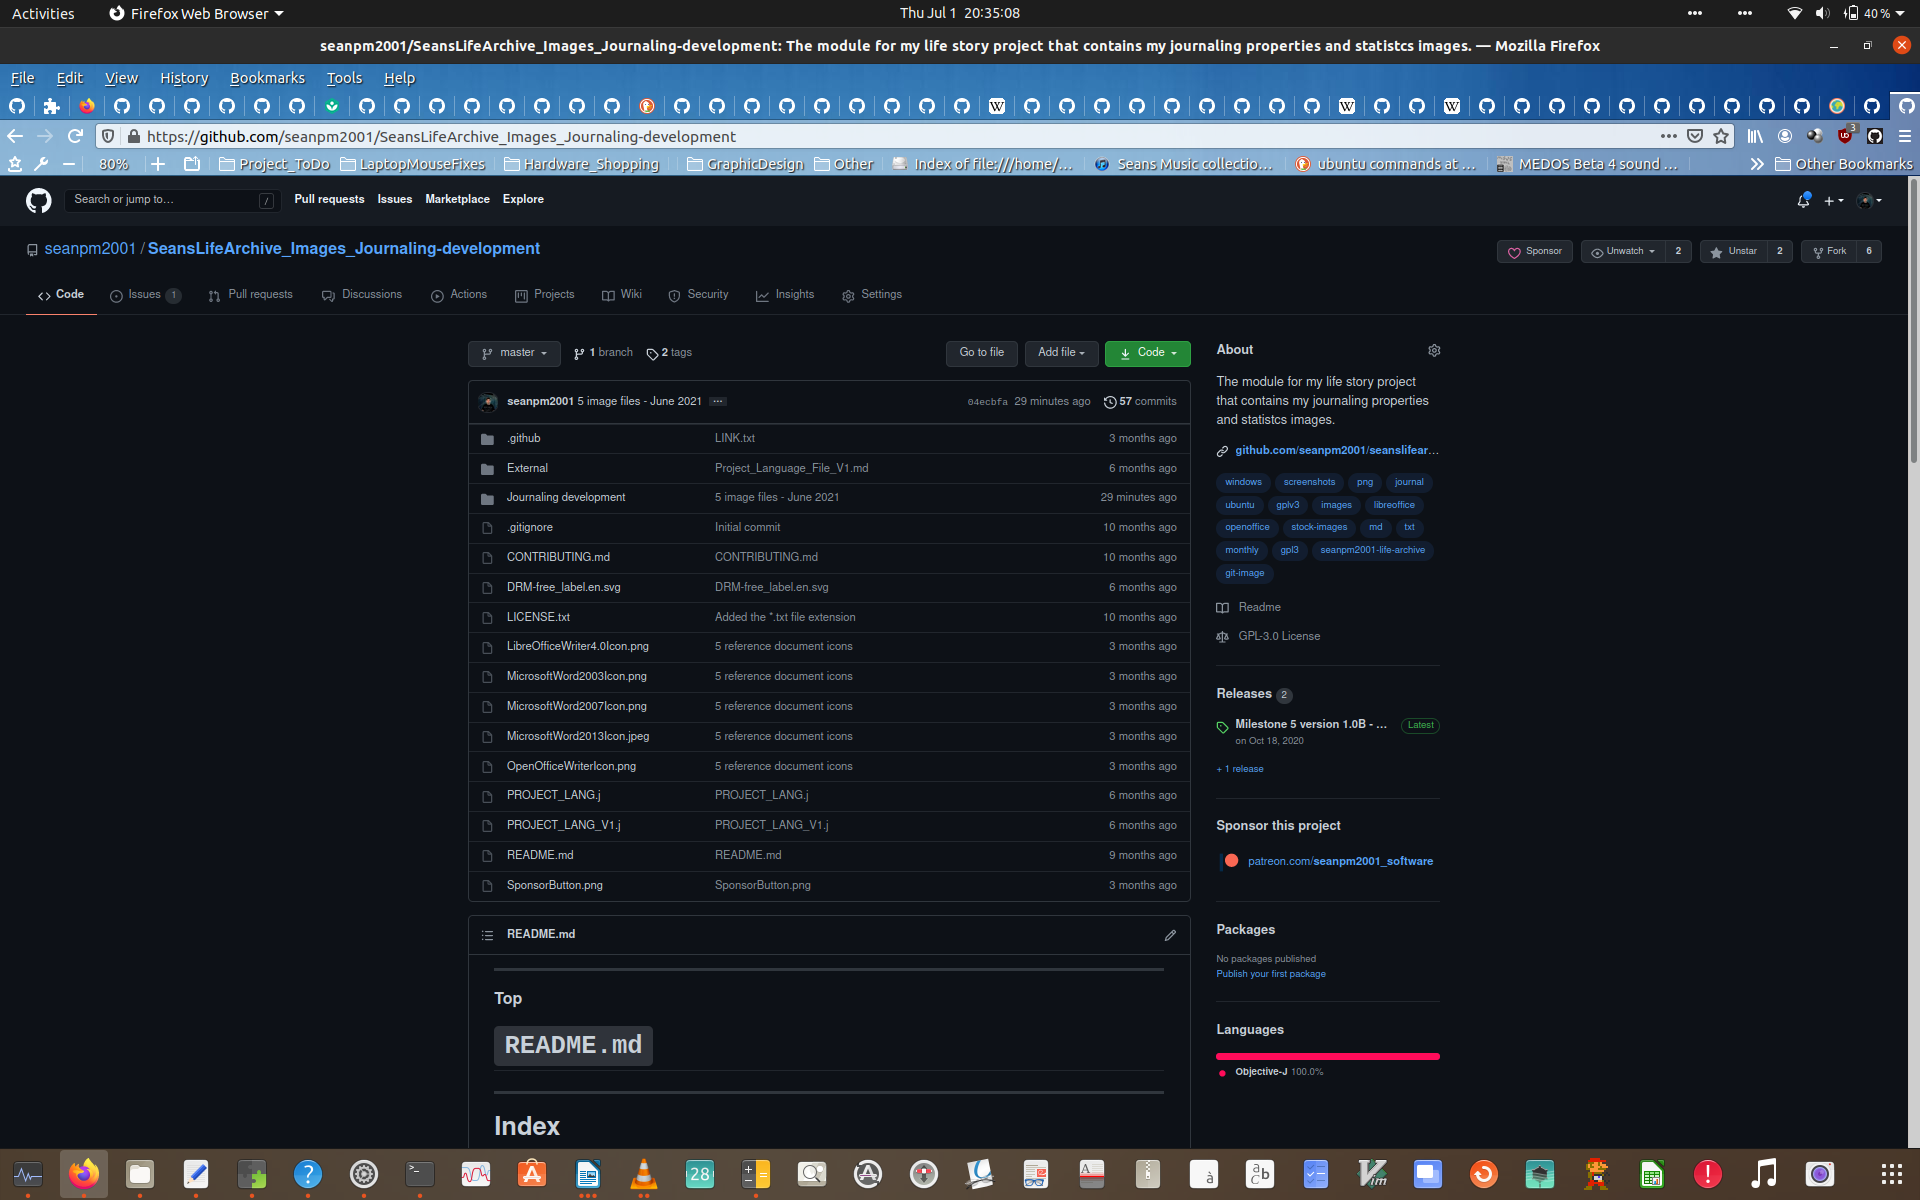 Activities Firefox Web Browser Thu Jul 1 20:35:08 40 %
seanpm2001/SeansLifeArchive_Images_Journaling-development: The module for my life story project that contains my journaling properties and statistcs images. — Mozilla Firefox
File Edit View History Bookmarks Tools Help
https://github.com/seanpm2001/SeansLifeArchive_Images_Journaling-development 3
80% Project_ToDo LaptopMouseFixes Hardware_Shopping GraphicDesign Other Index of file:///home/... Seans Music collectio... ubuntu commands at ... MEDOS Beta 4 sound ... Other Bookmarks
Search or jump to... / Pull requests Issues Marketplace Explore
seanpm2001 / SeansLifeArchive_Images_Journaling-development Sponsor Unwatch 2 Unstar 2 Fork 6
Code Issues 1 Pull requests Discussions Actions Projects Wiki Security Insights Settings
master 1 branch 2 tags Go to file Add file Code
seanpm2001 5 image files - June 2021 ... 04ecbfa 29 minutes ago 57 commits
.github LINK.txt 3 months ago
External Project_Language_File_V1.md 6 months ago
Journaling development 5 image files - June 2021 29 minutes ago
.gitignore Initial commit 10 months ago
CONTRIBUTING.md CONTRIBUTING.md 10 months ago
DRM-free_label.en.svg DRM-free_label.en.svg 6 months ago
LICENSE.txt Added the *.txt file extension 10 months ago
LibreOfficeWriter4.0Icon.png 5 reference document icons 3 months ago
MicrosoftWord2003Icon.png 5 reference document icons 3 months ago
MicrosoftWord2007Icon.png 5 reference document icons 3 months ago
MicrosoftWord2013Icon.jpeg 5 reference document icons 3 months ago
OpenOfficeWriterIcon.png 5 reference document icons 3 months ago
PROJECT_LANG.j PROJECT_LANG.j 6 months ago
PROJECT_LANG_V1.j PROJECT_LANG_V1.j 6 months ago
README.md README.md 9 months ago
SponsorButton.png SponsorButton.png 3 months ago
README.md
Top
README.md
Index
About
The module for my life story project
that contains my journaling properties
and statistcs images.
github.com/seanpm2001/seanslifear...
windows screenshots png journal
ubuntu gplv3 images libreoffice
openoffice stock-images md txt
monthly gpl3 seanpm2001-life-archive
git-image
Readme
GPL-3.0 License
Releases 2
Milestone 5 version 1.0B - ... Latest
on Oct 18, 2020
+ 1 release
Sponsor this project
patreon.com/seanpm2001_software
Packages
No packages published
Publish your first package
Languages
Objective-J 100.0%
28